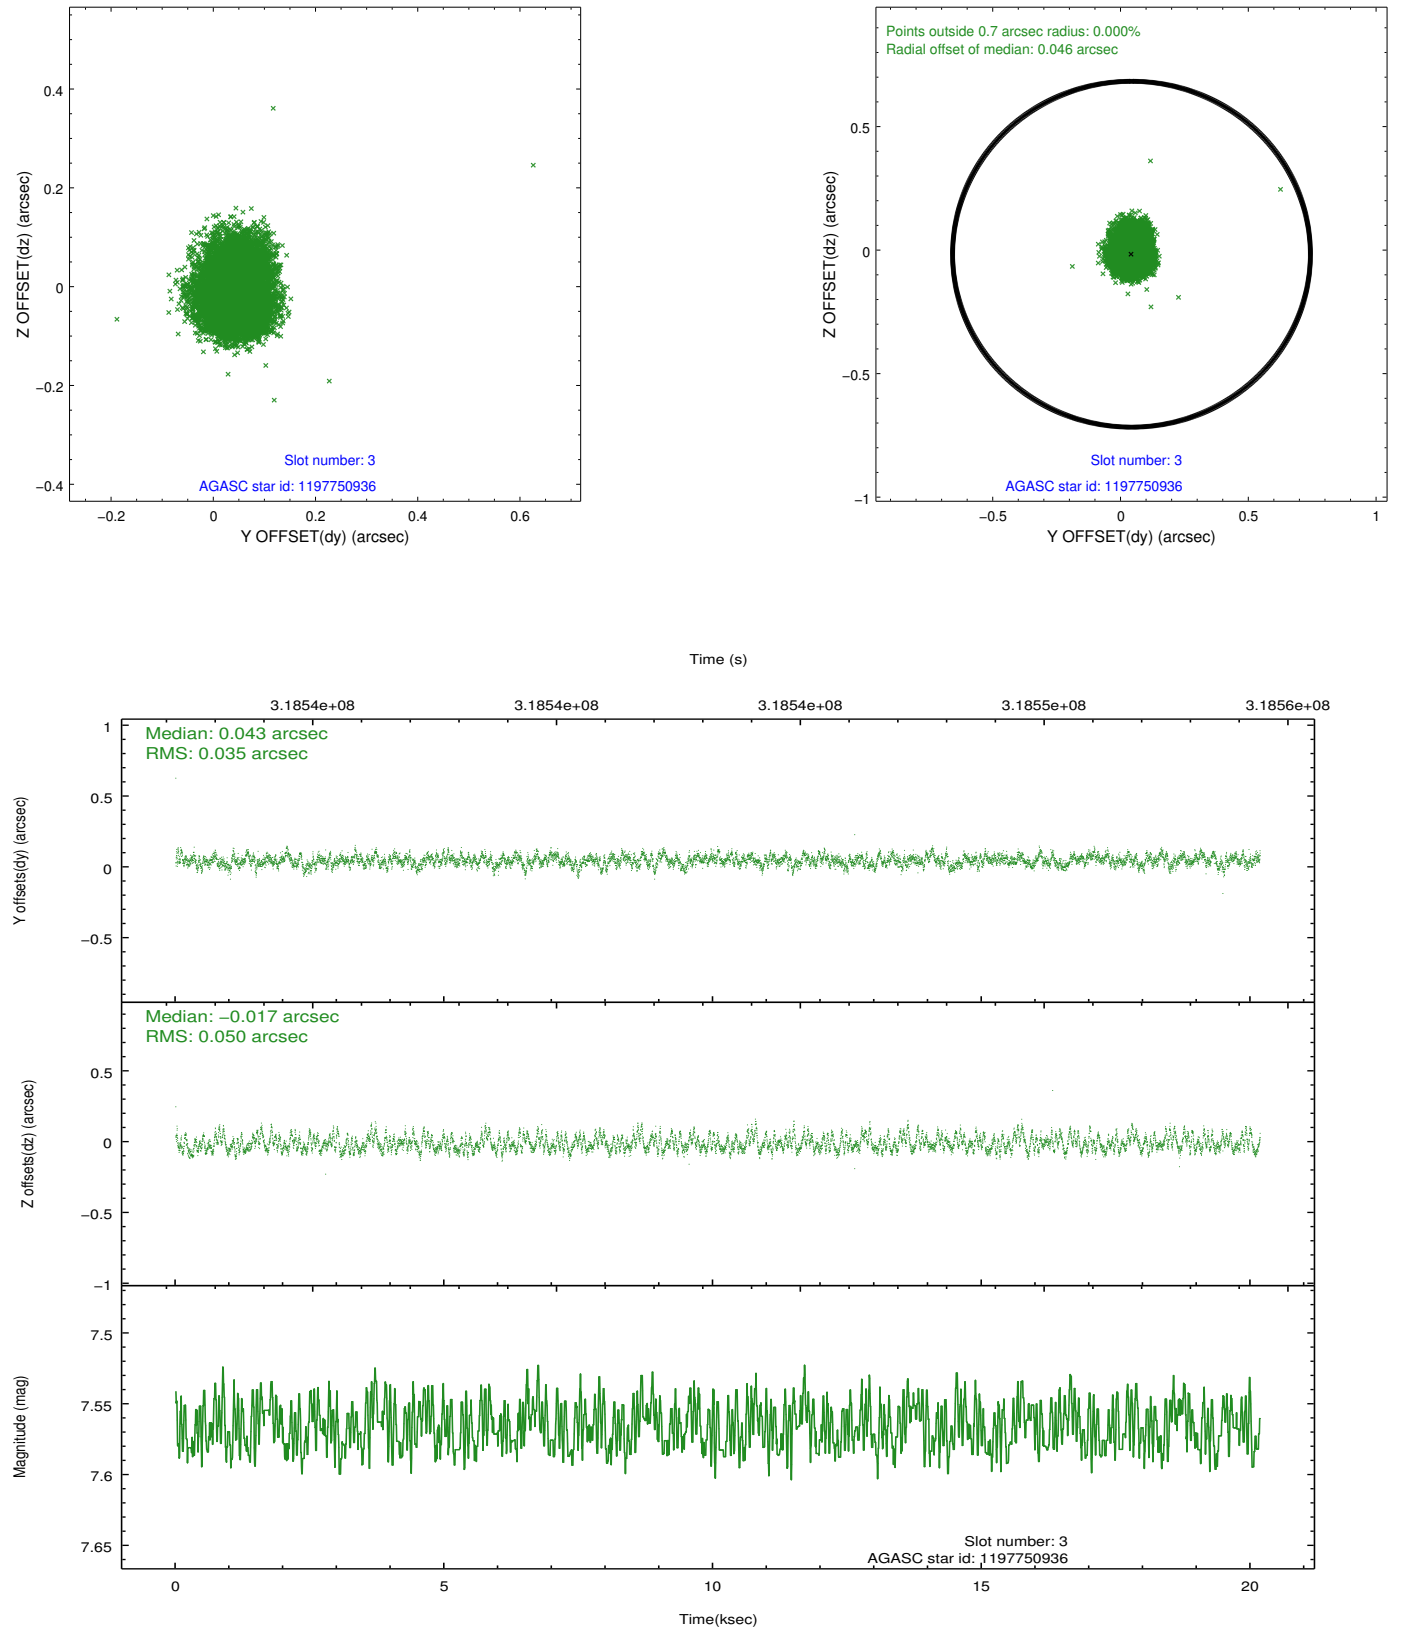 0.4
0.2
0
−0.2
−0.4
Z OFFSET(dz) (arcsec)
Slot number: 3
AGASC star id: 1197750936
−0.2
0
0.2
0.4
0.6
Y OFFSET(dy) (arcsec)
Points outside 0.7 arcsec radius: 0.000%
Radial offset of median: 0.046 arcsec
0.5
0
−0.5
−1
Z OFFSET(dz) (arcsec)
Slot number: 3
AGASC star id: 1197750936
−0.5
0
0.5
1
Y OFFSET(dy) (arcsec)
Time (s)
3.1854e+08
3.1854e+08
3.1854e+08
3.1855e+08
3.1856e+08
Median: 0.043 arcsec
RMS: 0.035 arcsec
1
0.5
0
−0.5
Y offsets(dy) (arcsec)
Median: −0.017 arcsec
RMS: 0.050 arcsec
0.5
0
−0.5
−1
Z offsets(dz) (arcsec)
7.5
7.55
7.6
7.65
Magnitude (mag)
Slot number: 3
AGASC star id: 1197750936
0
5
10
15
20
Time(ksec)